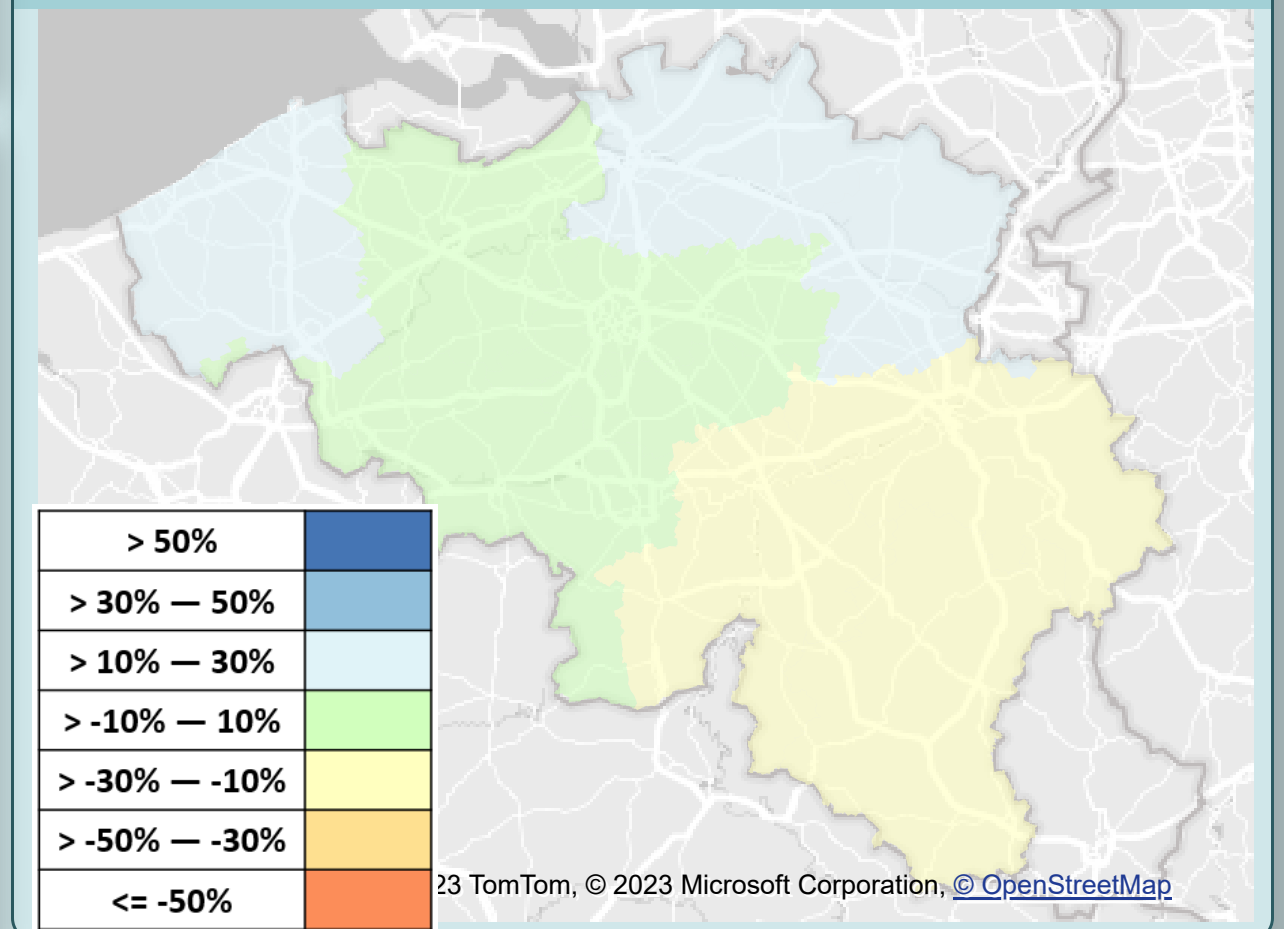 > 50%
> 30% — 50%
> 10% — 30%
> -10% — 10%
> -30% — -10%
> -50% — -30%
<= -50%
23 TomTom, © 2023 Microsoft Corporation, © OpenStreetMap